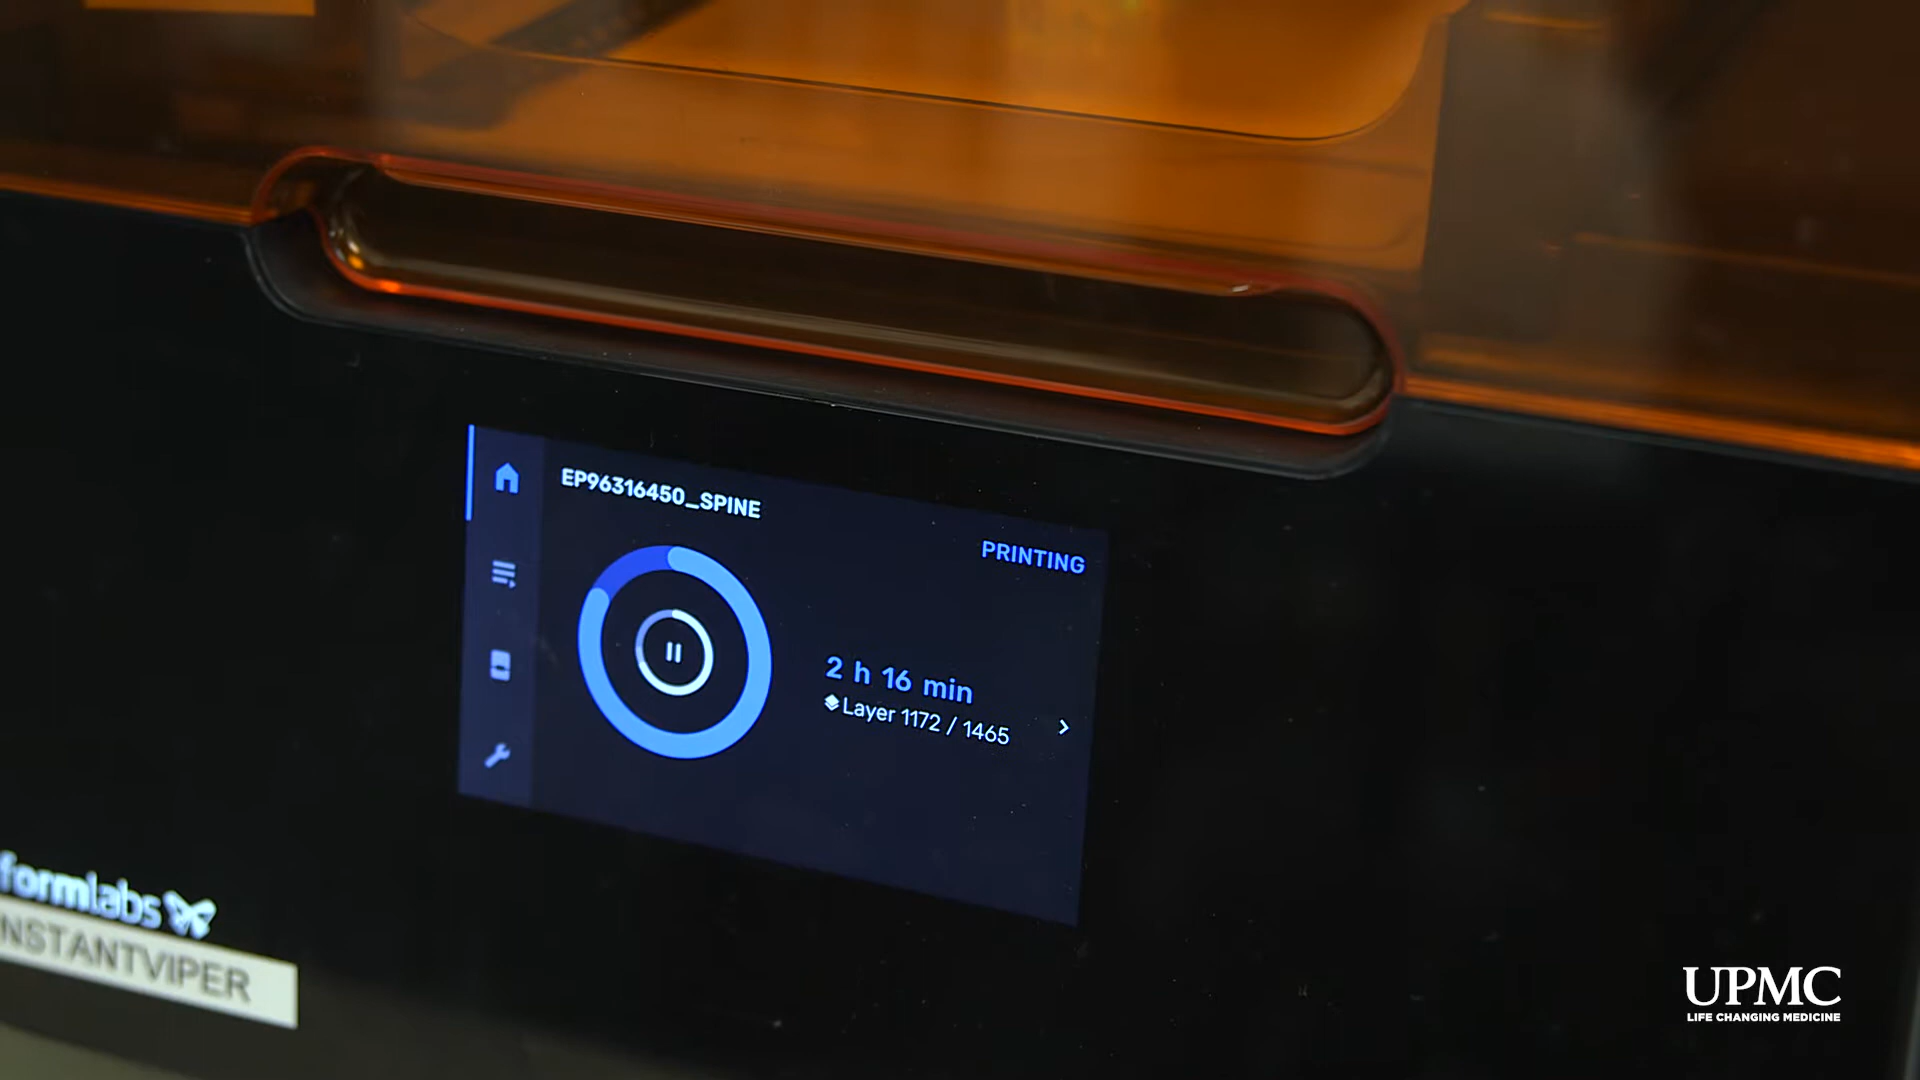 EP96316450_SPINE
PRINTING
2 h 16 min
Layer 1172 / 1465
formlabs
NSTANTVIPER
UPMC
LIFE CHANGING MEDICINE